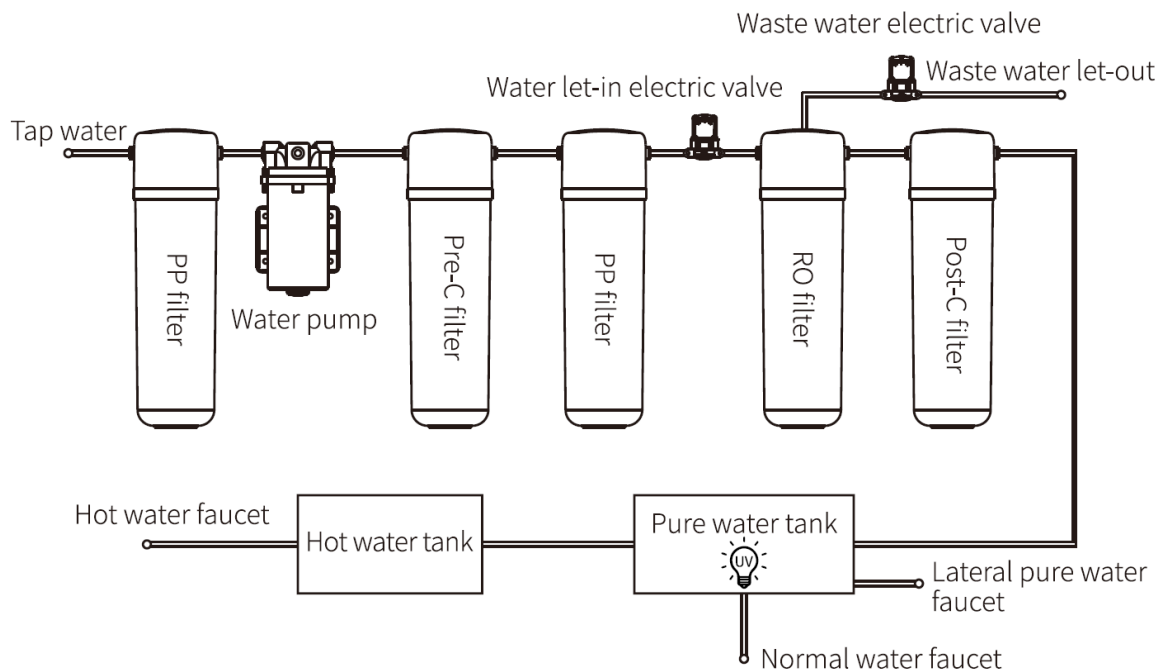 Waste water electric valve
Waste water let-out
Water let-in electric valve
Tap water
PP filter
Water pump
Pre-C filter
PP filter
RO filter
Post-C filter
Hot water faucet
Hot water tank
Pure water tank
UV
Lateral pure water
faucet
Normal water faucet